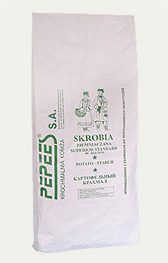 PEPEES S.A.
KROCHMALNIA ŁOMŻA
SKROBIA
ZIEMNIACZANA
SUPERIOR STANDARD
POTATO - STARCH
КАРТОФЕЛЬНЫЙ
КРАХМАЛ